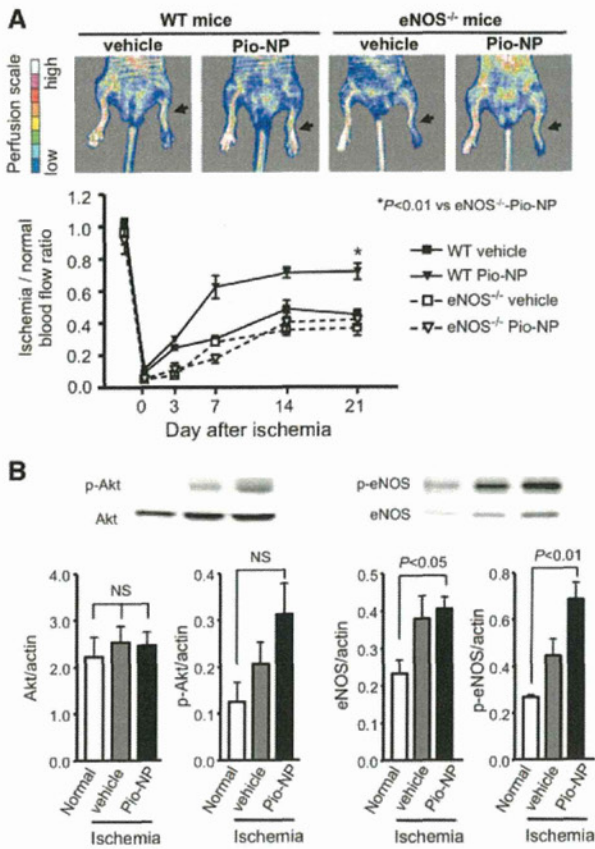 A
WT mice
eNOS-/- mice
vehicle
Pio-NP
vehicle
Pio-NP
Perfusion scale
high
low
*P<0.01 vs eNOS-/--Pio-NP
Ischemia / normal
blood flow ratio
1.2
1.0
0.8
0.6
0.4
0.2
0.0
*
WT vehicle
WT Pio-NP
eNOS-/- vehicle
eNOS-/- Pio-NP
0
3
7
14
21
Day after ischemia
B
p-Akt
Akt
p-eNOS
eNOS
Akt/actin
4.0
3.0
2.0
1.0
0.0
NS
Normal
vehicle
Pio-NP
Ischemia
p-Akt/actin
0.4
0.3
0.2
0.1
0.0
NS
Normal
vehicle
Pio-NP
Ischemia
eNOS/actin
0.5
0.4
0.3
0.2
0.1
0.0
P<0.05
Normal
vehicle
Pio-NP
Ischemia
p-eNOS/actin
0.8
0.6
0.4
0.2
0.0
P<0.01
Normal
vehicle
Pio-NP
Ischemia